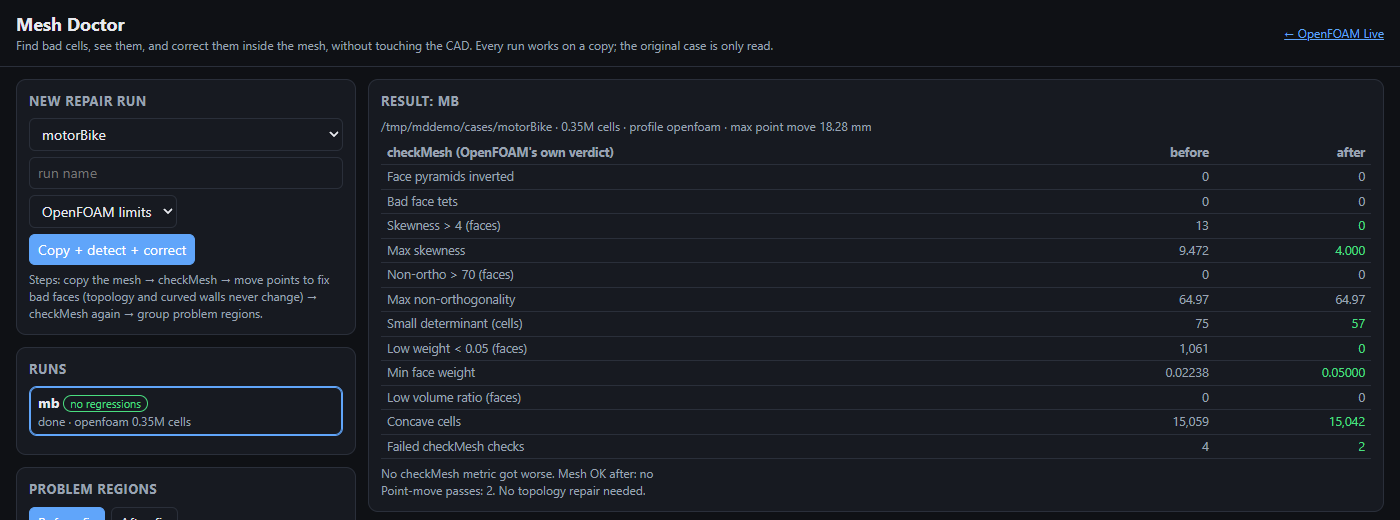 Mesh Doctor
Find bad cells, see them, and correct them inside the mesh, without touching the CAD. Every run works on a copy; the original case is only read.
← OpenFOAM Live
NEW REPAIR RUN
motorBike
run name
OpenFOAM limits
Copy + detect + correct
Steps: copy the mesh → checkMesh → move points to fix
bad faces (topology and curved walls never change) →
checkMesh again → group problem regions.
RUNS
mb no regressions
done · openfoam 0.35M cells
PROBLEM REGIONS
RESULT: MB
/tmp/mddemo/cases/motorBike · 0.35M cells · profile openfoam · max point move 18.28 mm
checkMesh (OpenFOAM's own verdict) before after
Face pyramids inverted 0 0
Bad face tets 0 0
Skewness > 4 (faces) 13 0
Max skewness 9.472 4.000
Non-ortho > 70 (faces) 0 0
Max non-orthogonality 64.97 64.97
Small determinant (cells) 75 57
Low weight < 0.05 (faces) 1,061 0
Min face weight 0.02238 0.05000
Low volume ratio (faces) 0 0
Concave cells 15,059 15,042
Failed checkMesh checks 4 2
No checkMesh metric got worse. Mesh OK after: no
Point-move passes: 2. No topology repair needed.